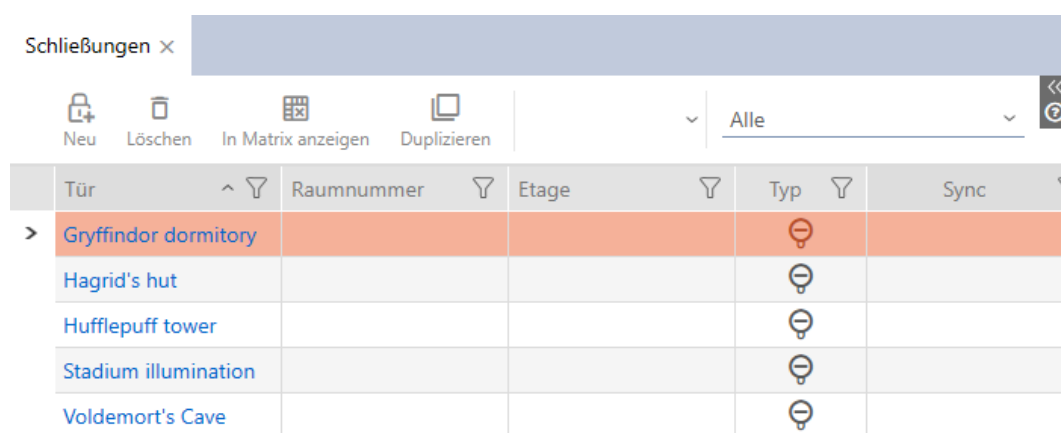 Schließungen
Neu Löschen In Matrix anzeigen Duplizieren Alle
Tür Raumnummer Etage Typ Sync
Gryffindor dormitory
Hagrid's hut
Hufflepuff tower
Stadium illumination
Voldemort's Cave